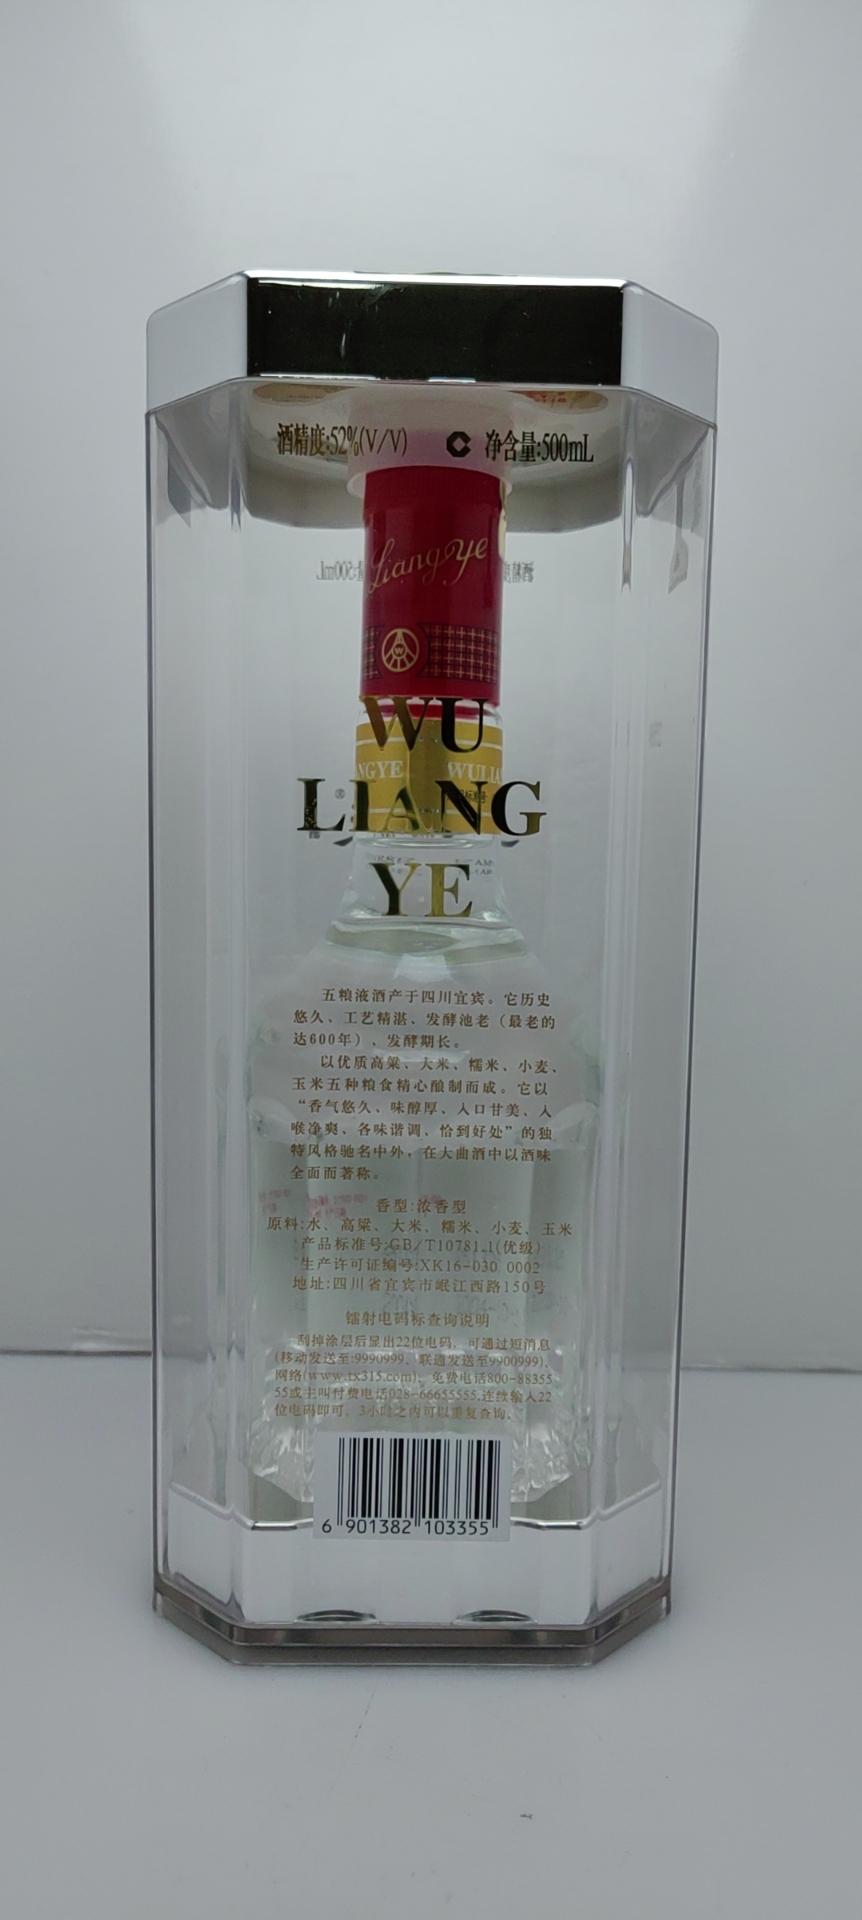 酒精度:52%(V/V) 净含量:500mL
Liangye
WU
NGYE WULIA
LIANG
YE
五粮液酒产于四川宜宾。它历史
悠久、工艺精湛、发酵池老（最老的
达600年）、发酵期长。
以优质高粱、大米、糯米、小麦、
玉米五种粮食精心酿制而成。它以
“香气悠久、味醇厚、入口甘美、入
喉净爽、各味谐调、恰到好处”的独
特风格驰名中外，在大曲酒中以酒味
全面而著称。
香型:浓香型
原料:水、高粱、大米、糯米、小麦、玉米
产品标准号:GB/T10781.1(优级)
生产许可证编号:XK16-030 0002
地址:四川省宜宾市岷江西路150号
镭射电码标查询说明
刮掉涂层后显出22位电码，可通过短消息
(移动发送至:9990999、联通发送至9900999)、
网络(www.tx315.com)、免费电话800-88355
55或主叫付费电话028-66655555.连续输入22
位电码即可。3小时之内可以重复查询。
6 901382 103355